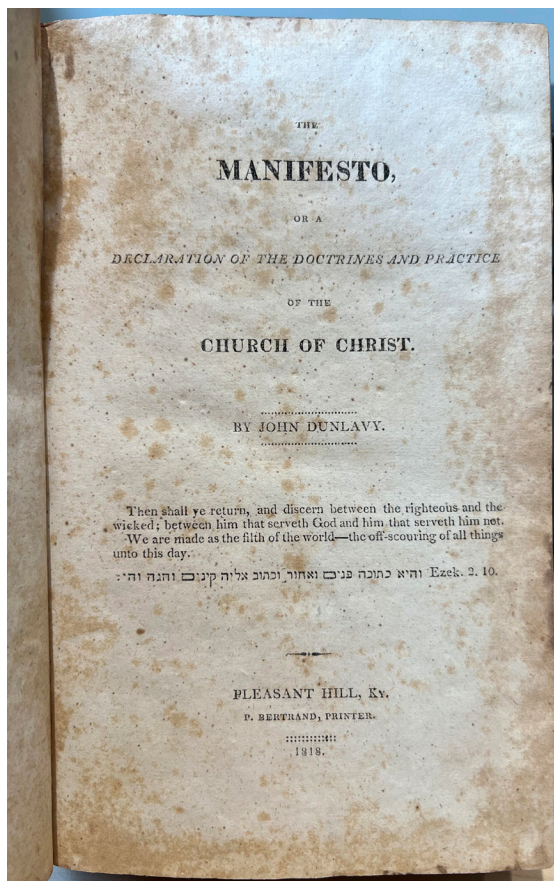 THE
MANIFESTO,
OR A
DECLARATION OF THE DOCTRINES AND PRACTICE
OF THE
CHURCH OF CHRIST.
BY JOHN DUNLAVY.
Then shall ye return, and discern between the righteous and the
wicked; between him that serveth God and him that serveth him not.
We are made as the filth of the world—the off-scouring of all things
unto this day.
והיא כתובה פנים ואחור וכתוב אליה קינים והגה והי: Ezek. 2. 10.
PLEASANT HILL, Ky.
P. BERTRAND, PRINTER.
1818.